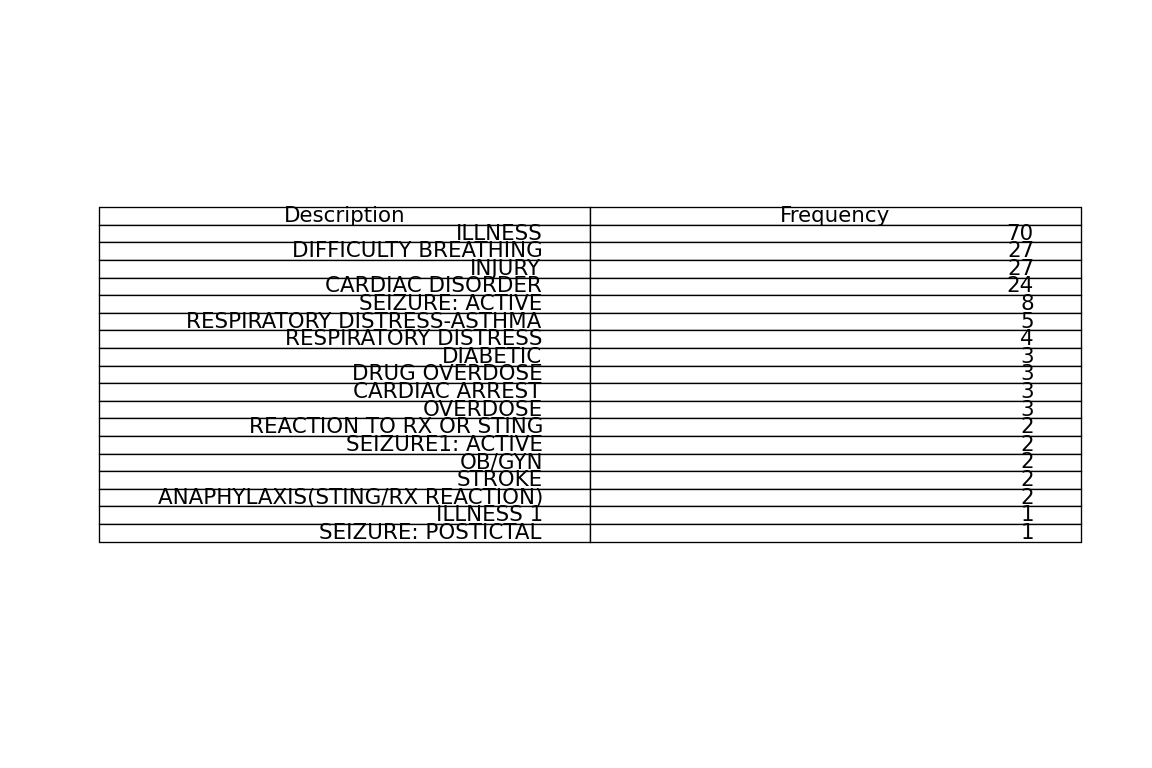 Description Frequency
ILLNESS 70
DIFFICULTY BREATHING 27
INJURY 27
CARDIAC DISORDER 24
SEIZURE: ACTIVE 8
RESPIRATORY DISTRESS-ASTHMA 5
RESPIRATORY DISTRESS 4
DIABETIC 3
DRUG OVERDOSE 3
CARDIAC ARREST 3
OVERDOSE 3
REACTION TO RX OR STING 2
SEIZURE1: ACTIVE 2
OB/GYN 2
STROKE 2
ANAPHYLAXIS(STING/RX REACTION) 2
ILLNESS 1 1
SEIZURE: POSTICTAL 1